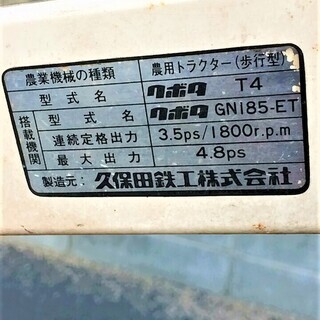 農業機械の種類 農用トラクター(歩行型)
型式名 クボタ T4
搭載機関 型式名 クボタ GN185-ET
連続定格出力 3.5ps/1800r.p.m
最大出力 4.8ps
製造元: 久保田鉄工株式会社